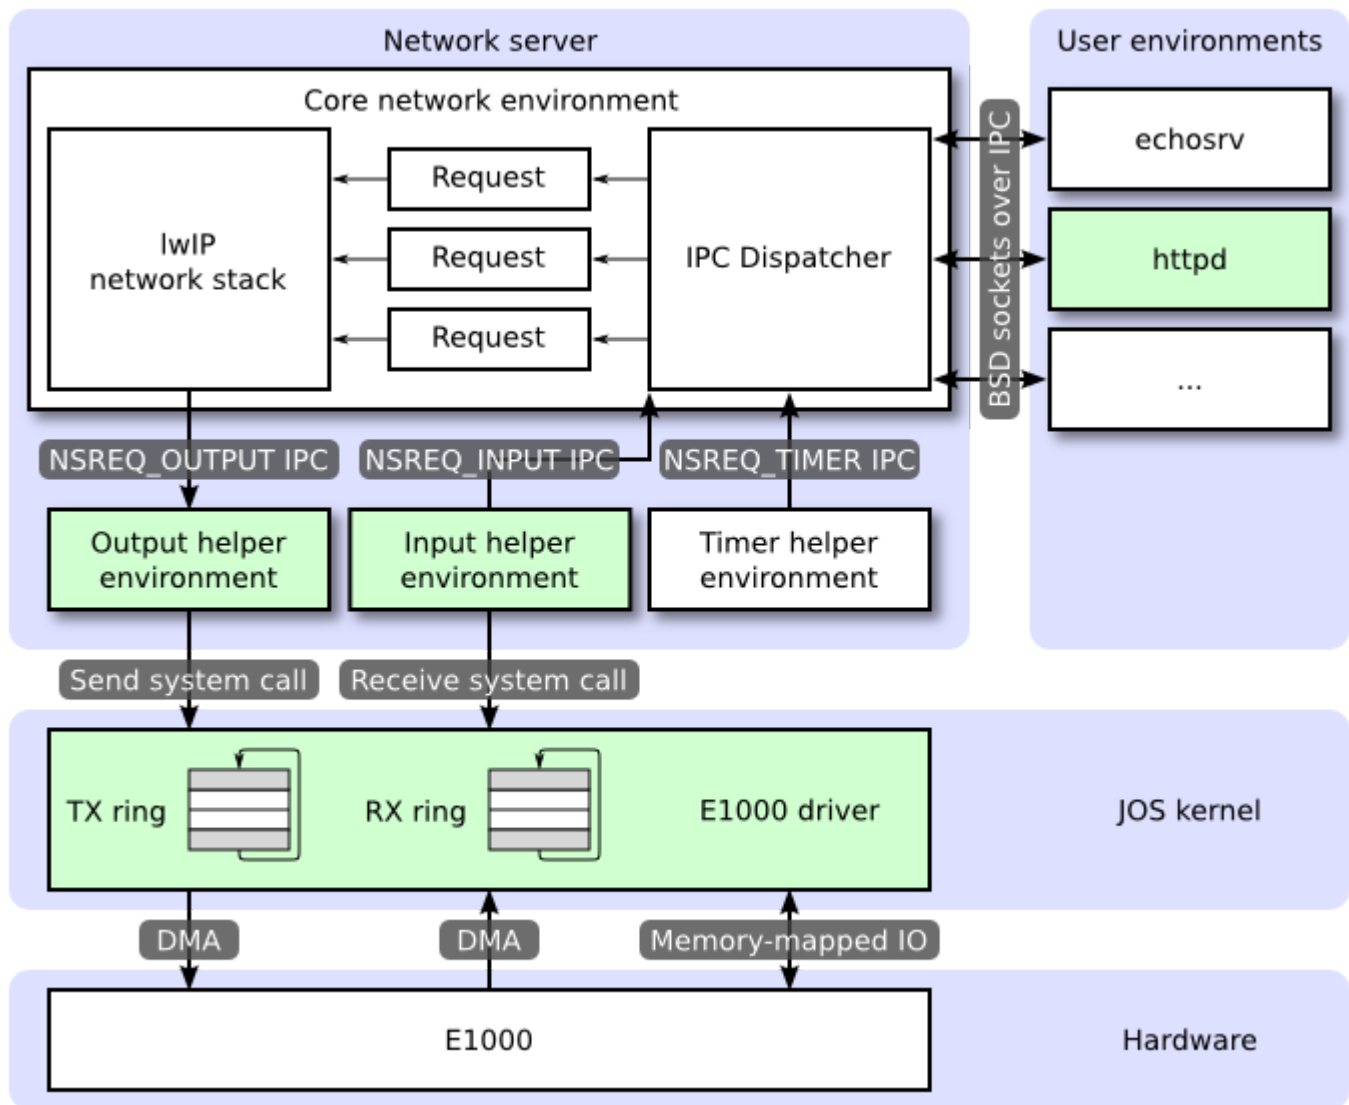 Network server
User environments
Core network environment
lwIP
network stack
Request
Request
Request
IPC Dispatcher
BSD sockets over IPC
echosrv
httpd
...
NSREQ_OUTPUT IPC
NSREQ_INPUT IPC
NSREQ_TIMER IPC
Output helper
environment
Input helper
environment
Timer helper
environment
Send system call
Receive system call
TX ring
RX ring
E1000 driver
JOS kernel
DMA
DMA
Memory-mapped IO
E1000
Hardware